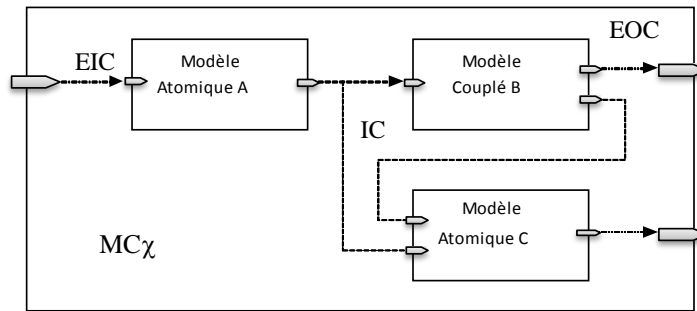 EIC
Modèle
Atomique A
Modèle
Couplé B
EOC
IC
Modèle
Atomique C
MCχ